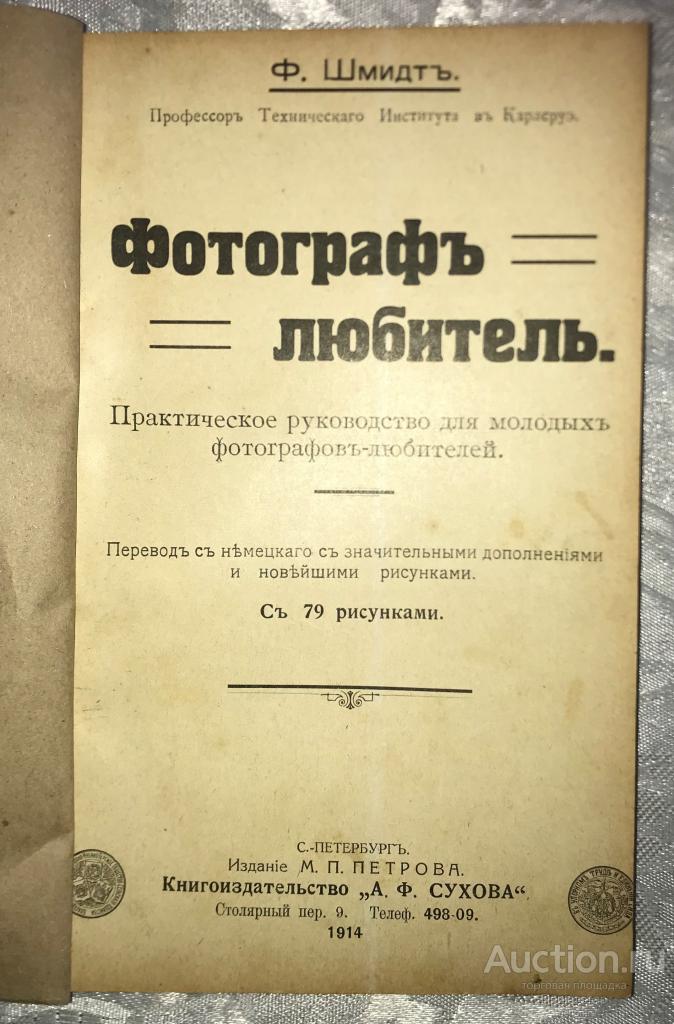 Ф. Шмидтъ.
Профессоръ Техническаго Института въ Карлсруэ.
Фотографъ
любитель.
Практическое руководство для молодыхъ
фотографовъ-любителей.
Переводъ съ нѣмецкаго съ значительными дополненіями
и новѣйшими рисунками.
Съ 79 рисунками.
С.-ПЕТЕРБУРГЪ.
Изданіе М. П. ПЕТРОВА.
Книгоиздательство „А. Ф. СУХОВА“
Столярный пер. 9. Телеф. 498-09.
1914
Auction.ru
торговая площадка